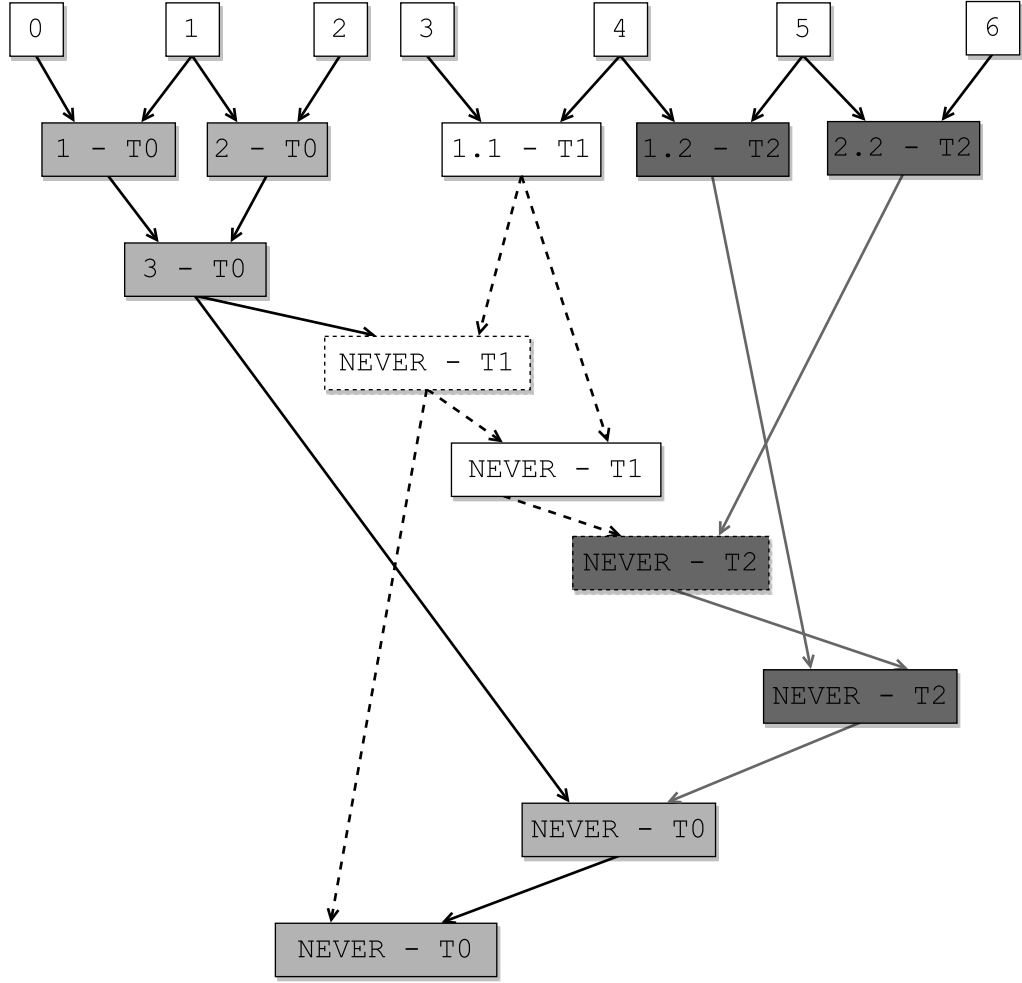 0
1
2
3
4
5
6
1 - T0
2 - T0
1.1 - T1
1.2 - T2
2.2 - T2
3 - T0
NEVER - T1
NEVER - T1
NEVER - T2
NEVER - T2
NEVER - T0
NEVER - T0